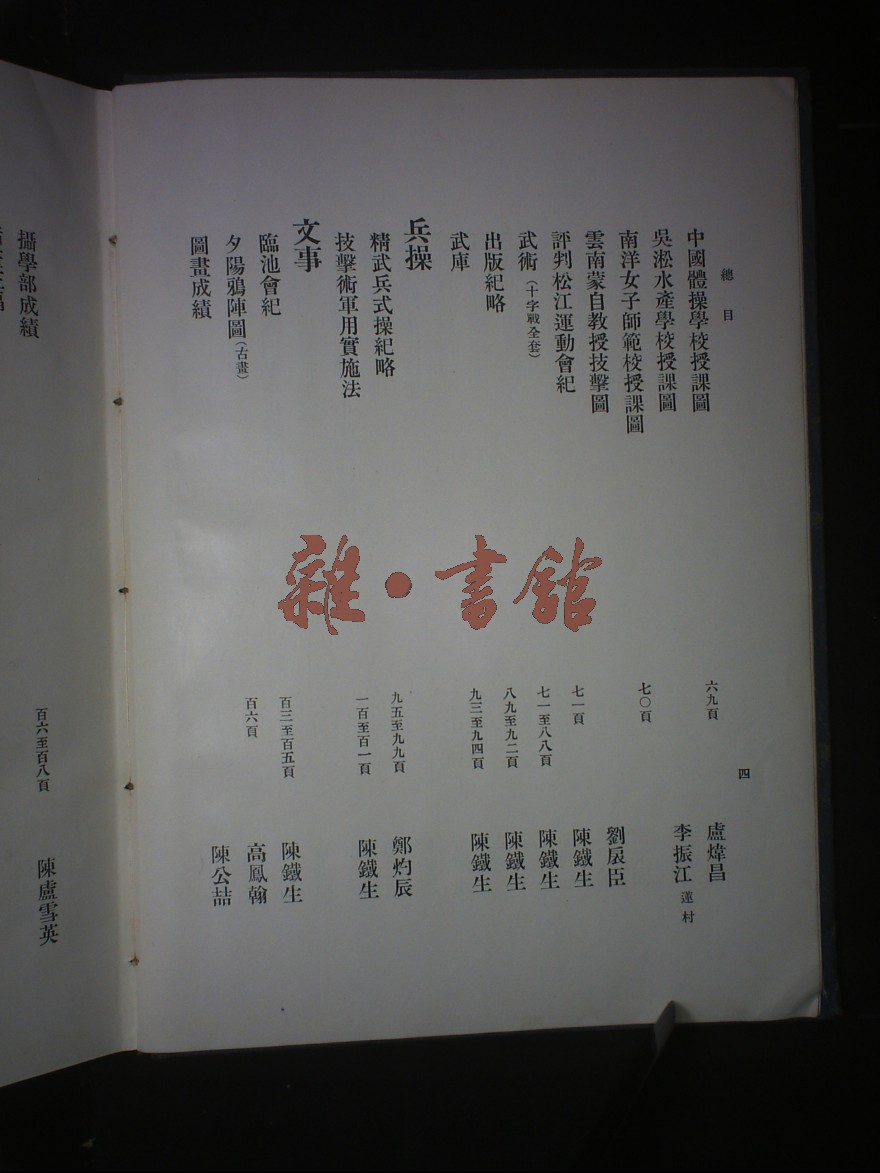 總目
四
中國體操學校授課圖 六九頁 盧煒昌
吳淞水產學校授課圖 李振江 蓮村
南洋女子師範校授課圖 七〇頁
雲南蒙自教授技擊圖 劉扆臣
評判松江運動會紀 七一頁 陳鐵生
武術(十字戰全套) 七一至八八頁 陳鐵生
出版紀略 八九至九二頁 陳鐵生
武庫 九三至九四頁 陳鐵生
兵操
精武兵式操紀略 九五至九九頁 鄭灼辰
技擊術軍用實施法 一百至百一頁 陳鐵生
文事
臨池會紀 百三至百五頁 陳鐵生
夕陽鴉陣圖(古畫) 百六頁 高鳳翰
圖畫成績 陳公喆
攝學部成績 百六至百八頁 陳盧雪英
雜·書館